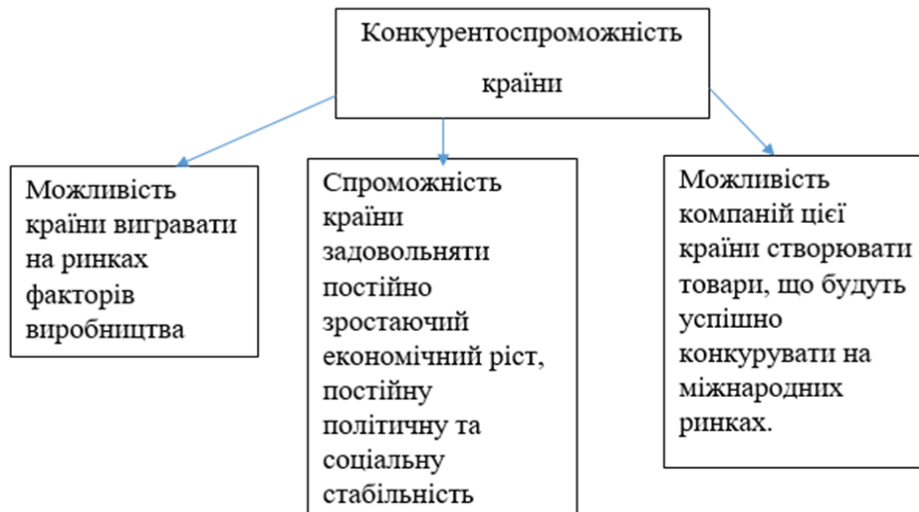 Конкурентоспроможність
країни
Можливість
країни вигравати
на ринках
факторів
виробництва
Спроможність
країни
задовольняти
постійно
зростаючий
економічний ріст,
постійну
політичну та
соціальну
стабільність
Можливість
компаній цієї
країни створювати
товари, що будуть
успішно
конкурувати на
міжнародних
ринках.